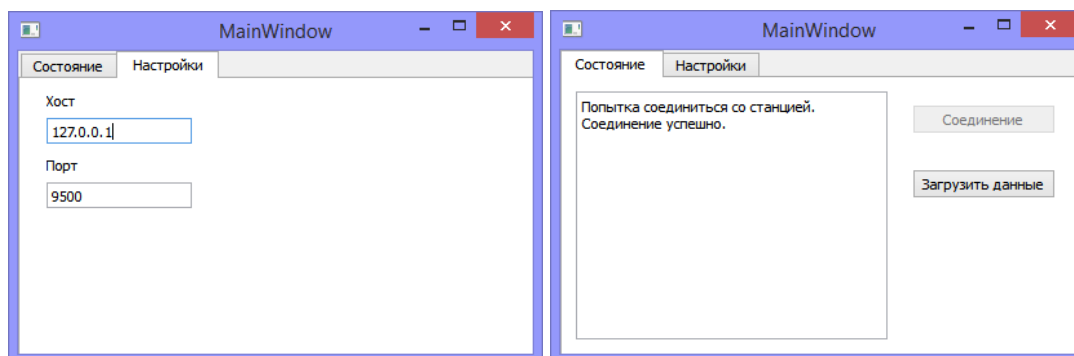 MainWindow
Состояние Настройки
Хост
127.0.0.1
Порт
9500
MainWindow
Состояние Настройки
Попытка соединиться со станцией.
Соединение успешно.
Соединение
Загрузить данные